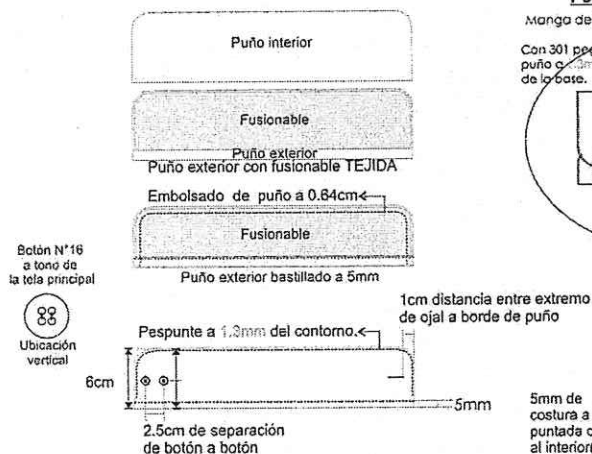 Puño interior
Manga de
Con 301
puño a
de la base.
Fusionable
Puño exterior
Puño exterior con fusionable TEJIDA
Embolsado de puño a 0.64cm
Fusionable
Puño exterior bastillado a 5mm
Botón N°16
a tono de
la tela principal
Ubicación
vertical
1cm distancia entre extremo
de ojal a borde de puño
Pespunte a 1.3mm del contorno.
6cm
5mm
2.5cm de separación
de botón a botón
5mm de
costura a
puntada
al interior